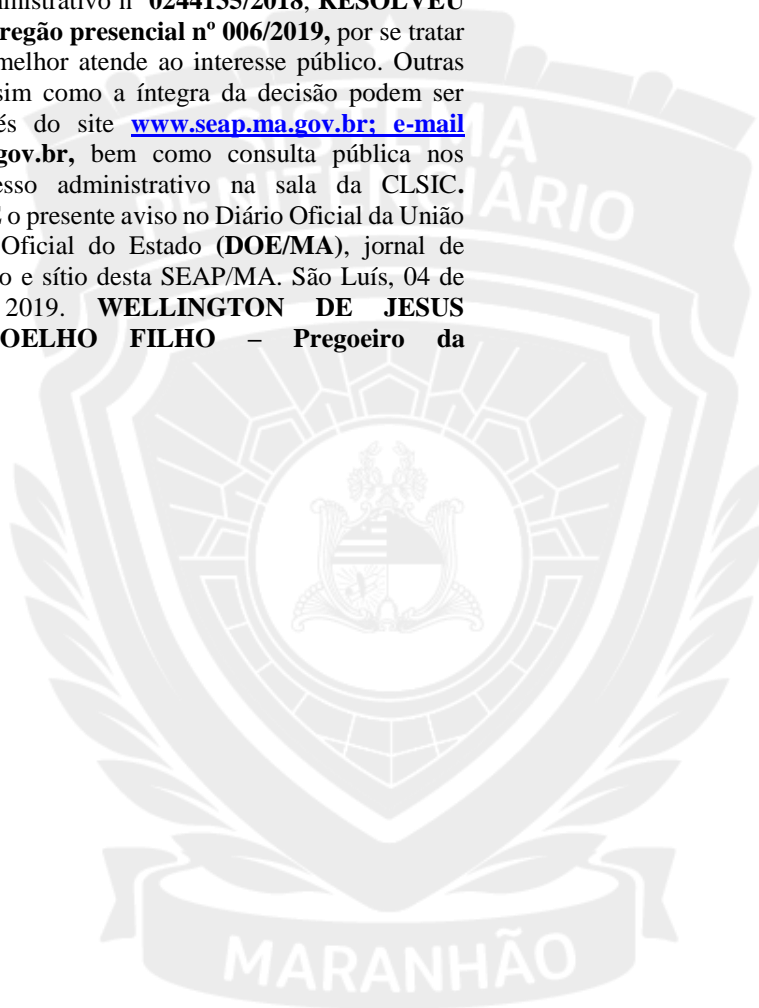 ministrativo nº 0244135/2018, RESOLVEU
regão presencial nº 006/2019, por se tratar
melhor atende ao interesse público. Outras
sim como a íntegra da decisão podem ser
és do site www.seap.ma.gov.br; e-mail
gov.br, bem como consulta pública nos
esso administrativo na sala da CLSIC.
o presente aviso no Diário Oficial da União
Oficial do Estado (DOE/MA), jornal de
o e sítio desta SEAP/MA. São Luís, 04 de
2019. WELLINGTON DE JESUS
OELHO FILHO – Pregoeiro da
SISTEMA
PENITENCIÁRIO
MARANHÃO